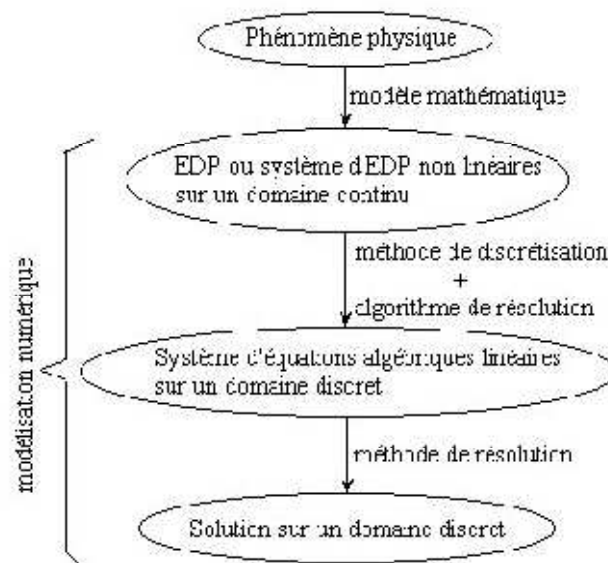 Phénomène physique
modèle mathématique
EDP ou système d'EDP non linéaires
sur un domaine continu
méthoce de discrétisation
+
algorithme de résolution
Système d'équations algébriques linéaires
sur un domaine discret
méthode de résolution
Solution sur un domaine discret
modélisation numérique